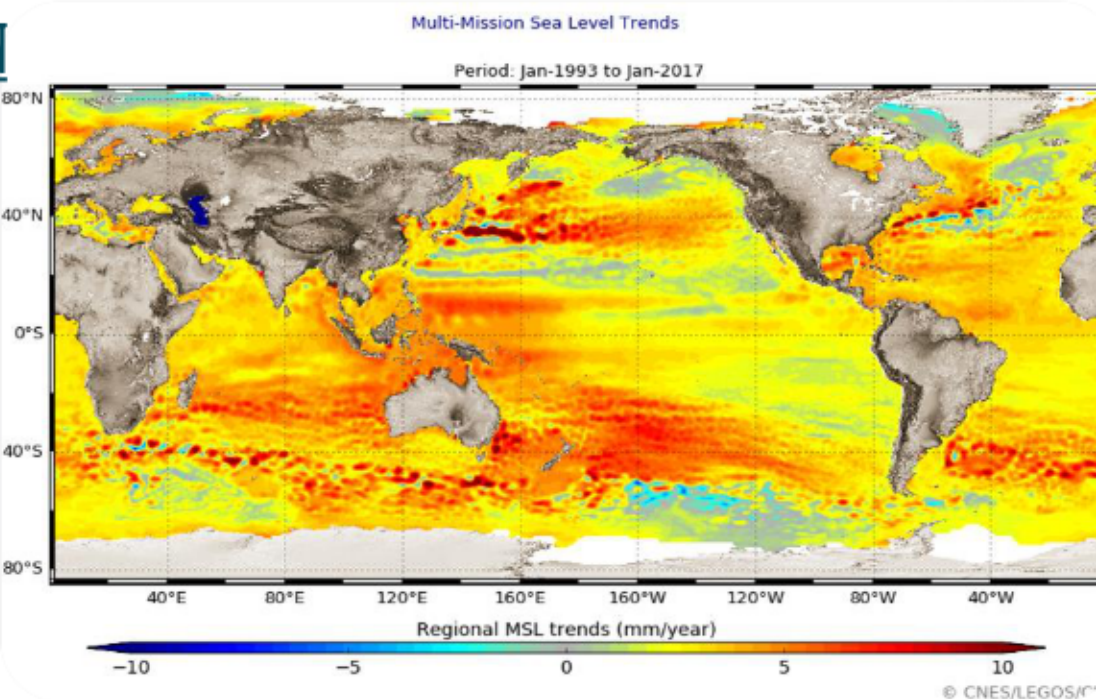 Multi-Mission Sea Level Trends
Period: Jan-1993 to Jan-2017
80°N
40°N
0°S
40°S
80°S
40°E 80°E 120°E 160°E 160°W 120°W 80°W 40°W
Regional MSL trends (mm/year)
−10 −5 0 5 10
© CNES/LEGOS/C